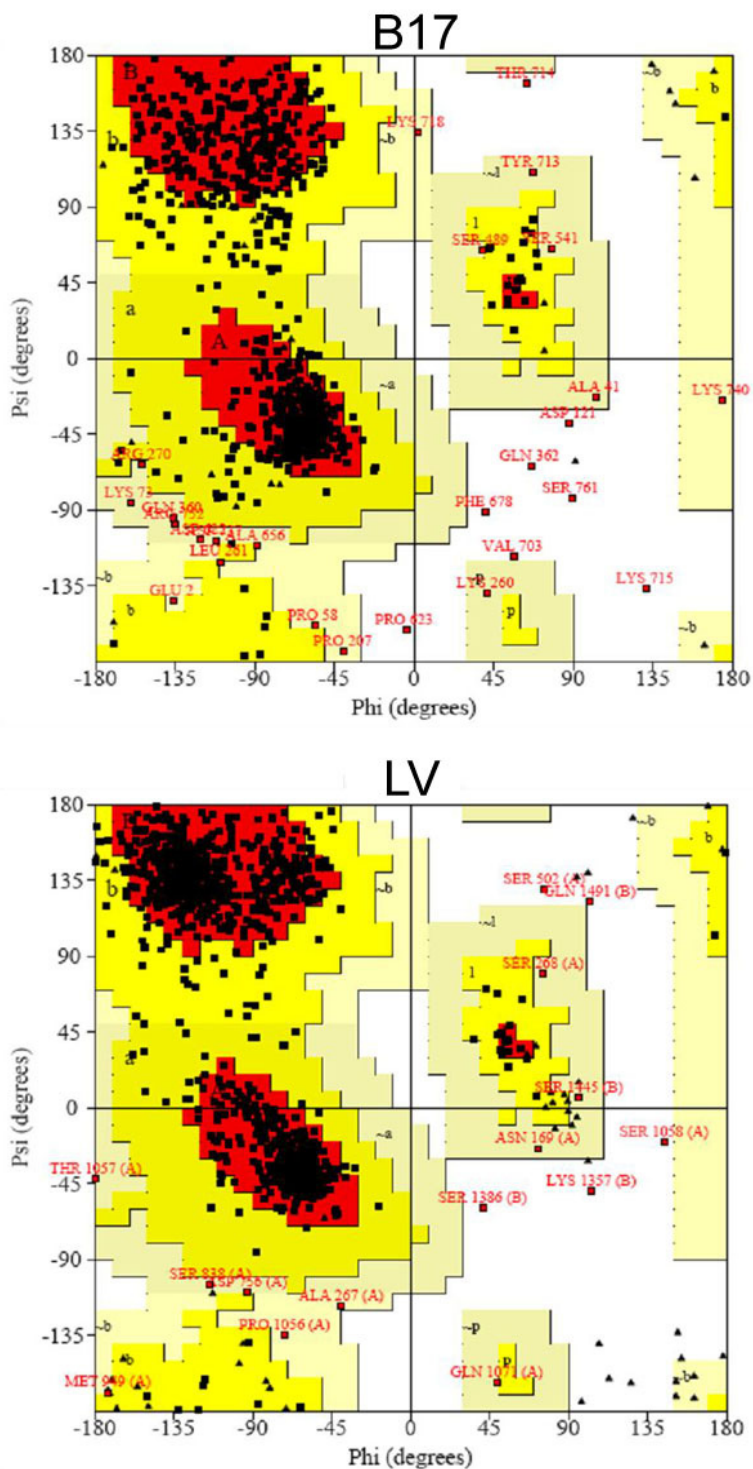 B17
180
B
THR 714
~b
b
135
LYS 718
b
~b
TYR 713
~l
90
l
SER 489
SER 541
45
a
A
Psi (degrees)
0
~a
ALA 41
LYS 740
ASP 121
-45
ARG 270
GLN 362
LYS 73
SER 761
-90
GLN 360
PHE 678
ALA 656
VAL 703
LEU 261
~b
P
LYS 715
-135
LYS 260
GLU 2
b
PRO 58
p
PRO 623
~b
PRO 207
-180 -135 -90 -45 0 45 90 135 180
Phi (degrees)
LV
180
~b
b
SER 502 (A)
135
b
~b
GLN 1491 (B)
~l
90
l
SER 268 (A)
45
a
SER 1445 (B)
Psi (degrees)
0
~a
SER 1058 (A)
ASN 169 (A)
THR 1057 (A)
-45
LYS 1357 (B)
SER 1386 (B)
-90
SER 838 (A)
ASP 756 (A)
ALA 267 (A)
~b
PRO 1056 (A)
~p
-135
b
p
GLN 1071 (A)
~b
MET 949 (A)
-180 -135 -90 -45 0 45 90 135 180
Phi (degrees)